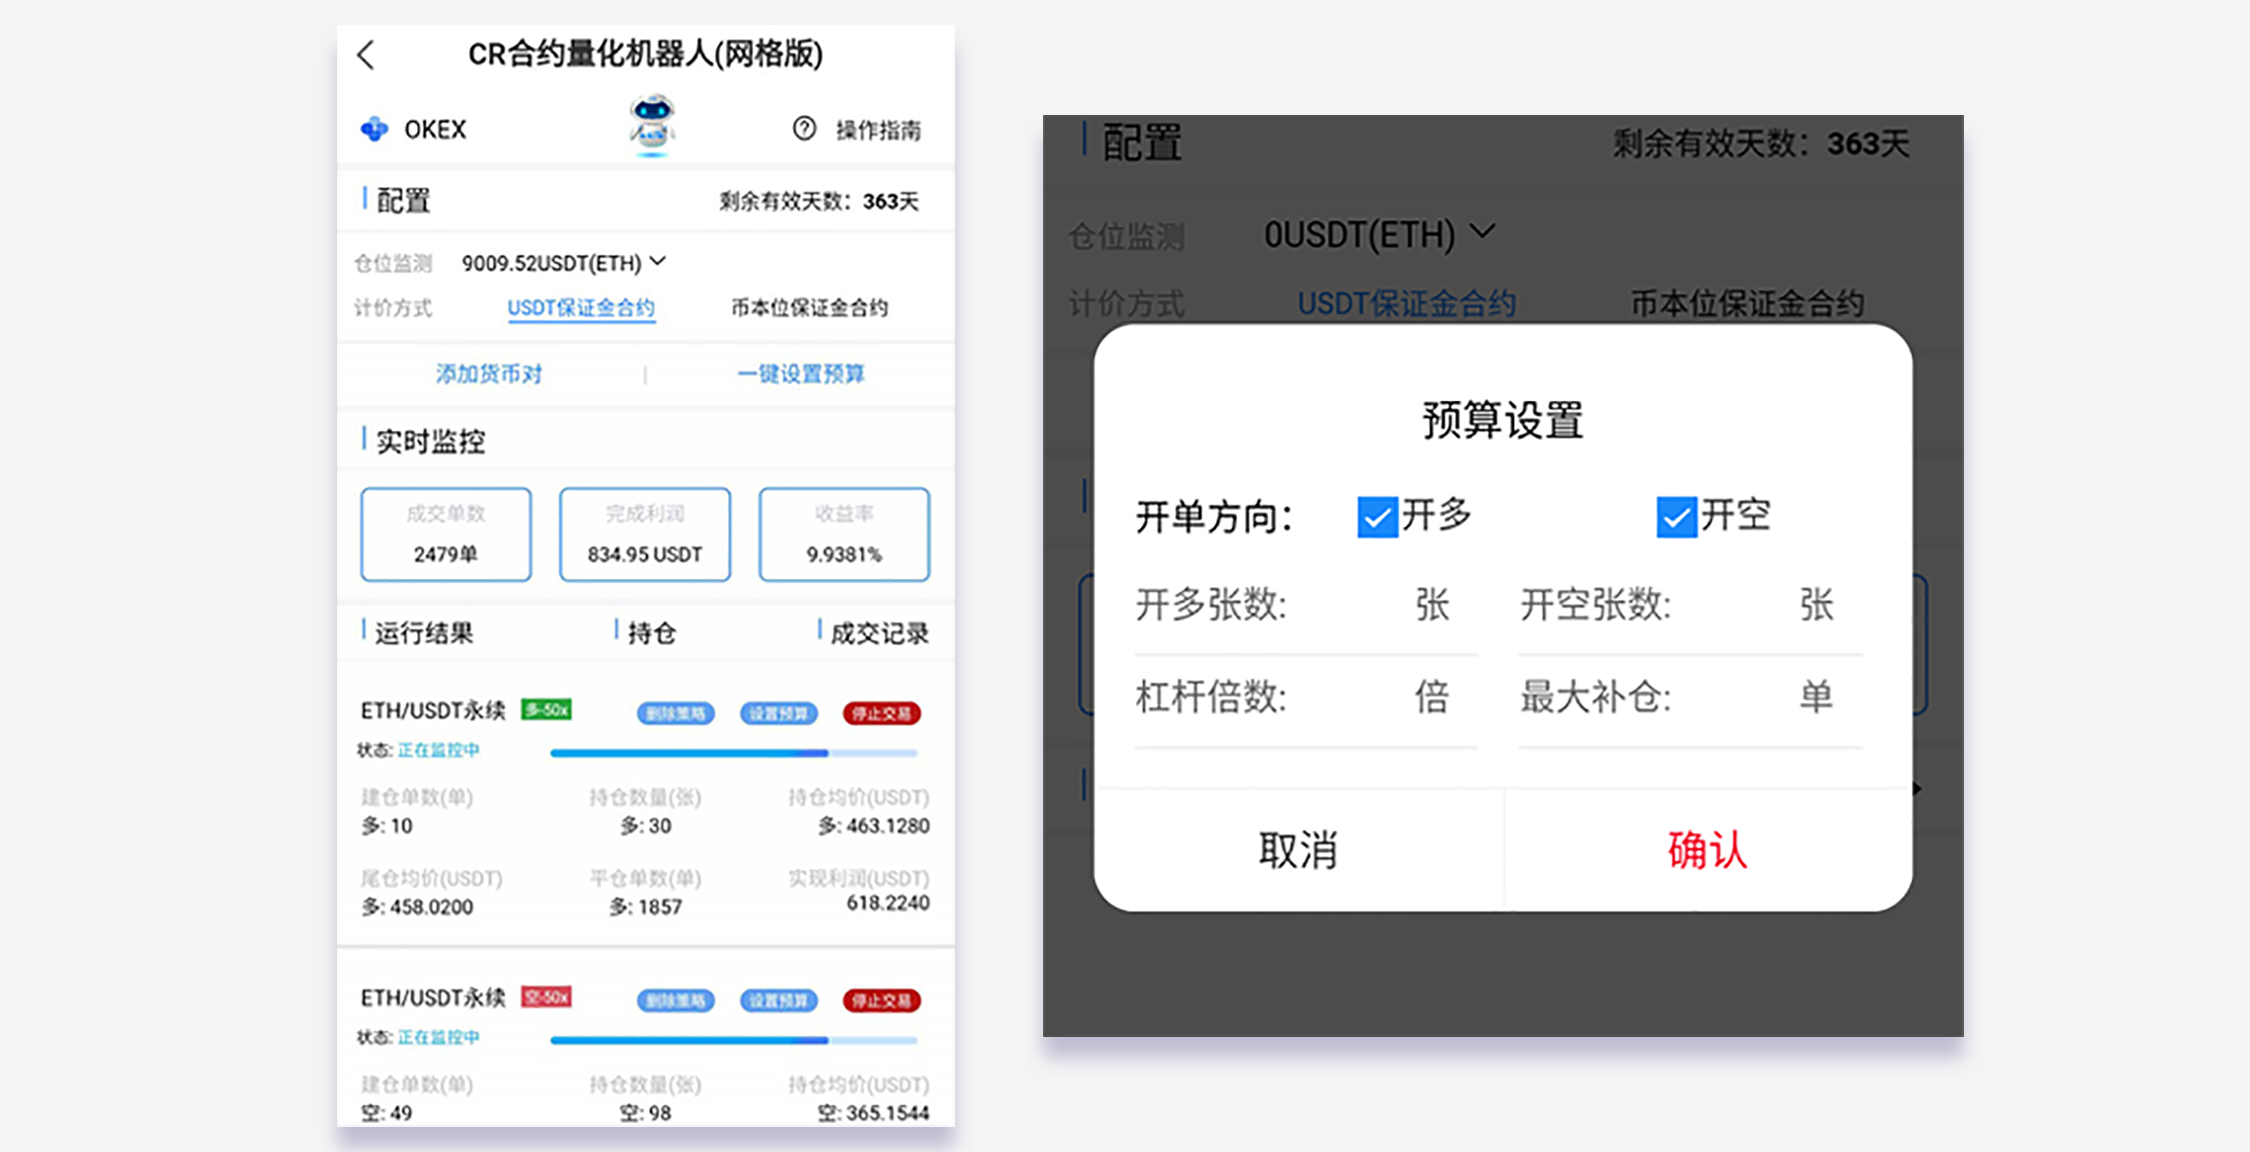 CR合约量化机器人(网格版)
OKEX
操作指南
配置
剩余有效天数：363天
仓位监测 9009.52USDT(ETH)
计价方式 USDT保证金合约 币本位保证金合约
添加货币对 | 一键设置预算
实时监控
成交单数 完成利润 收益率
2479单 834.95 USDT 9.9381%
运行结果 持仓 成交记录
ETH/USDT永续 多-50x 删除策略 设置预算 停止交易
状态: 正在监控中
建仓单数(单) 持仓数量(张) 持仓均价(USDT)
多: 10 多: 30 多: 463.1280
尾仓均价(USDT) 平仓单数(单) 实现利润(USDT)
多: 458.0200 多: 1857 618.2240
ETH/USDT永续 空-50x 删除策略 设置预算 停止交易
状态: 正在监控中
建仓单数(单) 持仓数量(张) 持仓均价(USDT)
空: 49 空: 98 空: 365.1544
配置 剩余有效天数：363天
仓位监测 0USDT(ETH)
计价方式 USDT保证金合约 币本位保证金合约
预算设置
开单方向： 开多 开空
开多张数: 张 开空张数: 张
杠杆倍数: 倍 最大补仓: 单
取消 确认